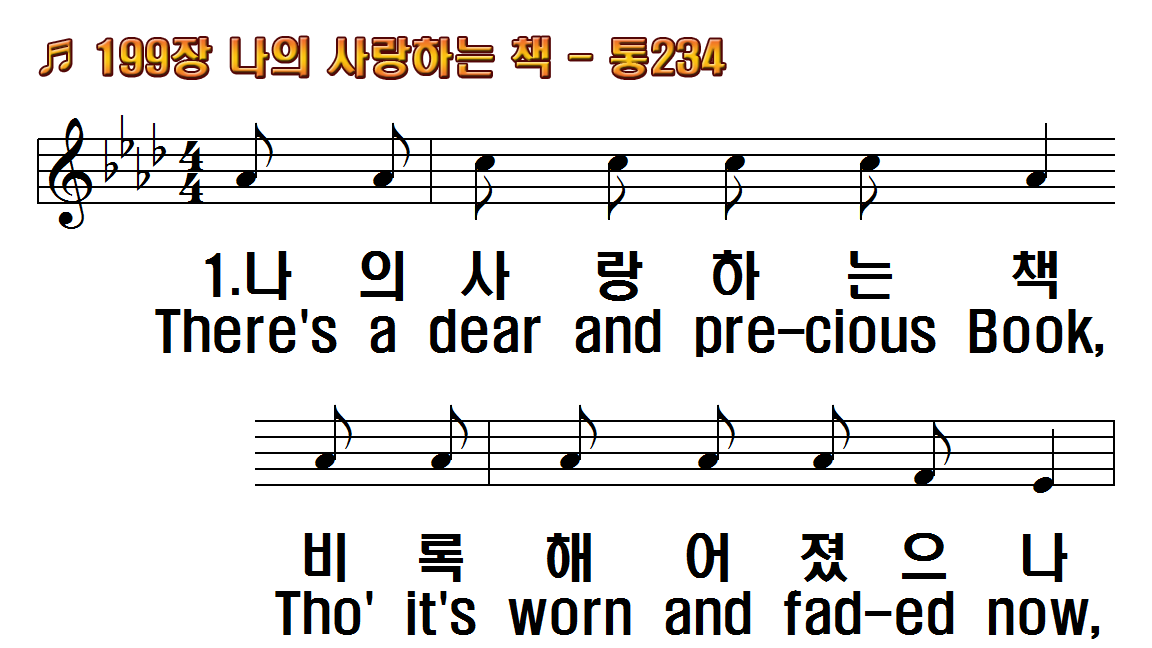 ♬ 199장 나의 사랑하는 책 - 통234
4
4
1.나 의 사 랑 하 는 책
There's a dear and pre-cious Book,
비 록 해 어 졌 으 나
Tho' it's worn and fad-ed now,